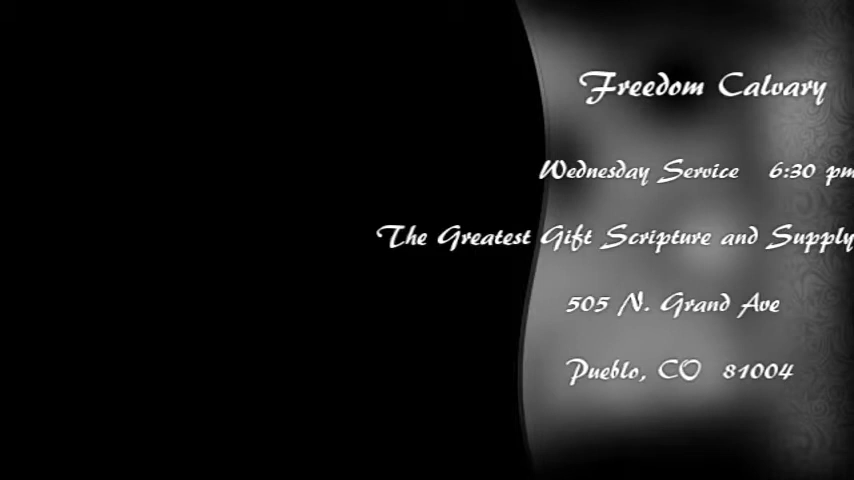 Freedom Calvary
Wednesday Service 6:30 pm
The Greatest Gift Scripture and Supply
505 N. Grand Ave
Pueblo, CO 81004